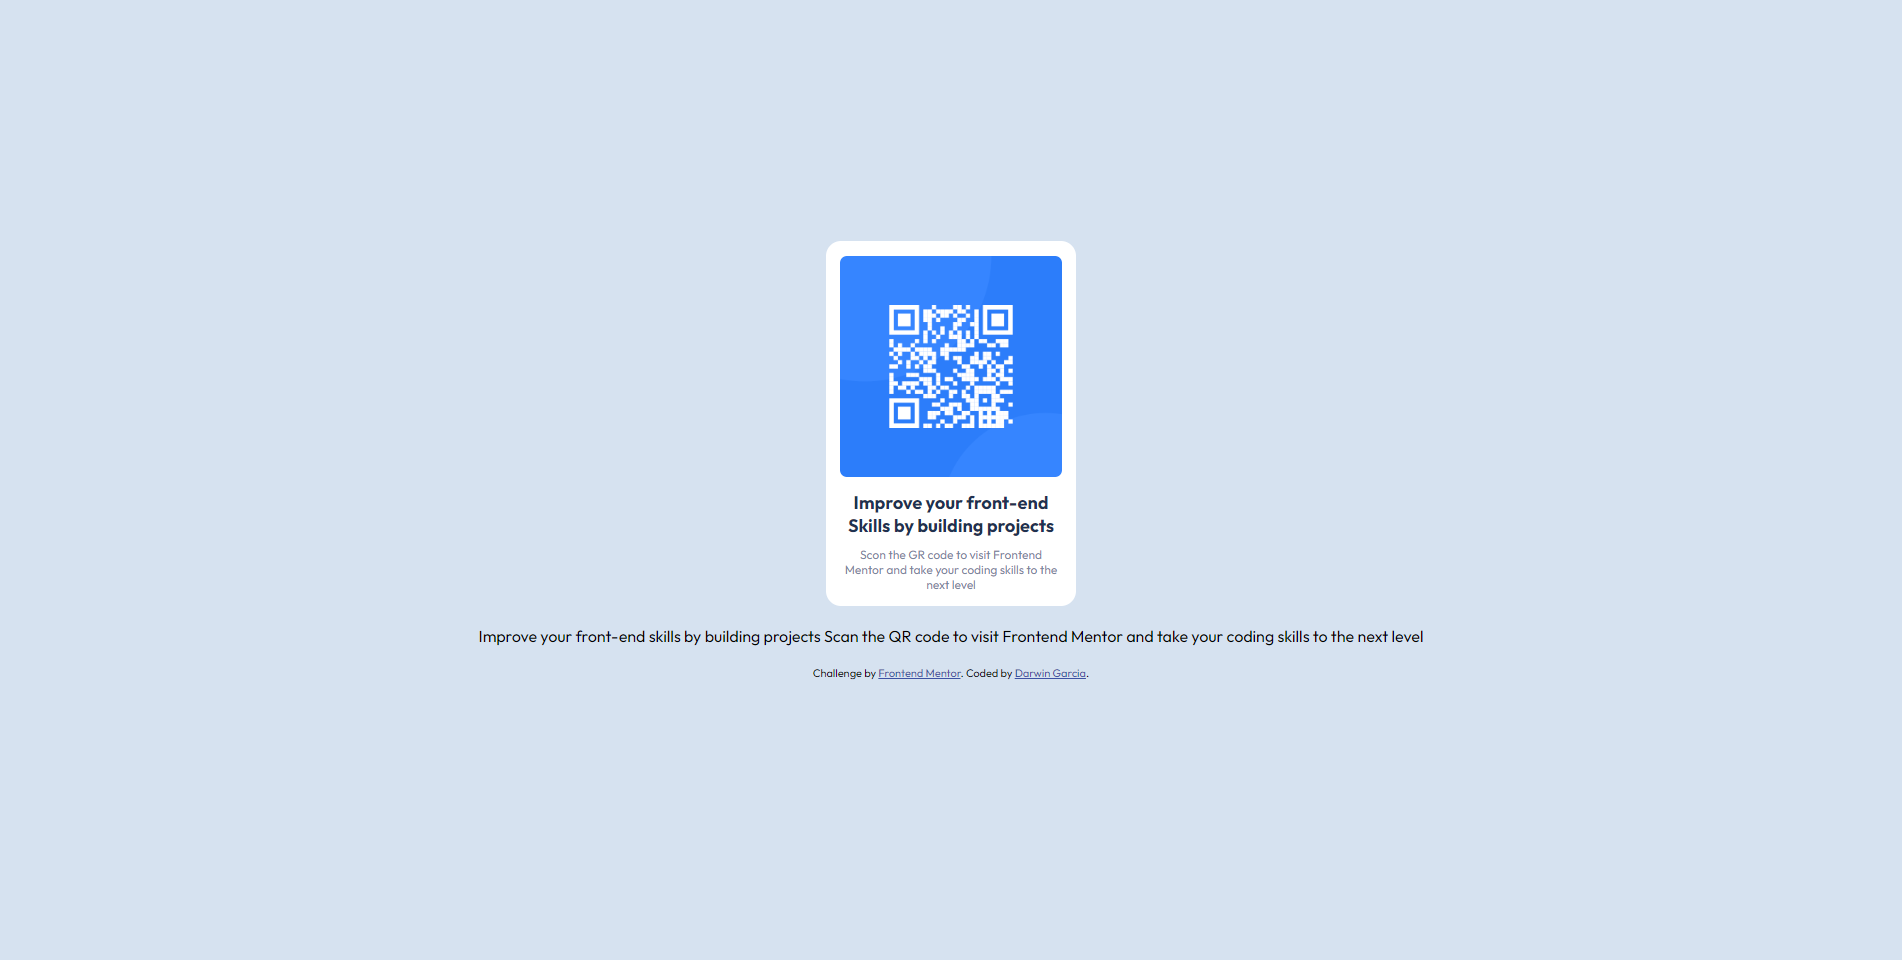 Improve your front-end
Skills by building projects
Scon the GR code to visit Frontend
Mentor and take your coding skills to the
next level
Improve your front-end skills by building projects Scan the QR code to visit Frontend Mentor and take your coding skills to the next level
Challenge by Frontend Mentor. Coded by Darwin Garcia.